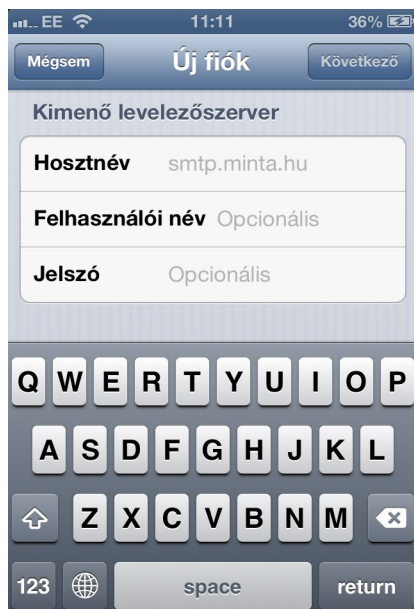 EE 11:11 36%
Mégsem Új fiók Következő
Kimenő levelezőszerver
Hosztnév smtp.minta.hu
Felhasználói név Opcionális
Jelszó Opcionális
Q W E R T Y U I O P
A S D F G H J K L
Z X C V B N M
123 space return